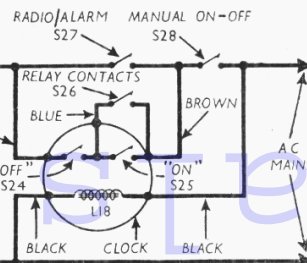 RADIO/ALARM
S27
MANUAL ON-OFF
S28
RELAY CONTACTS
S26
BLUE
BROWN
A.C
MAIN
OFF"
S24
"ON"
S25
L18
BLACK
CLOCK
BLACK